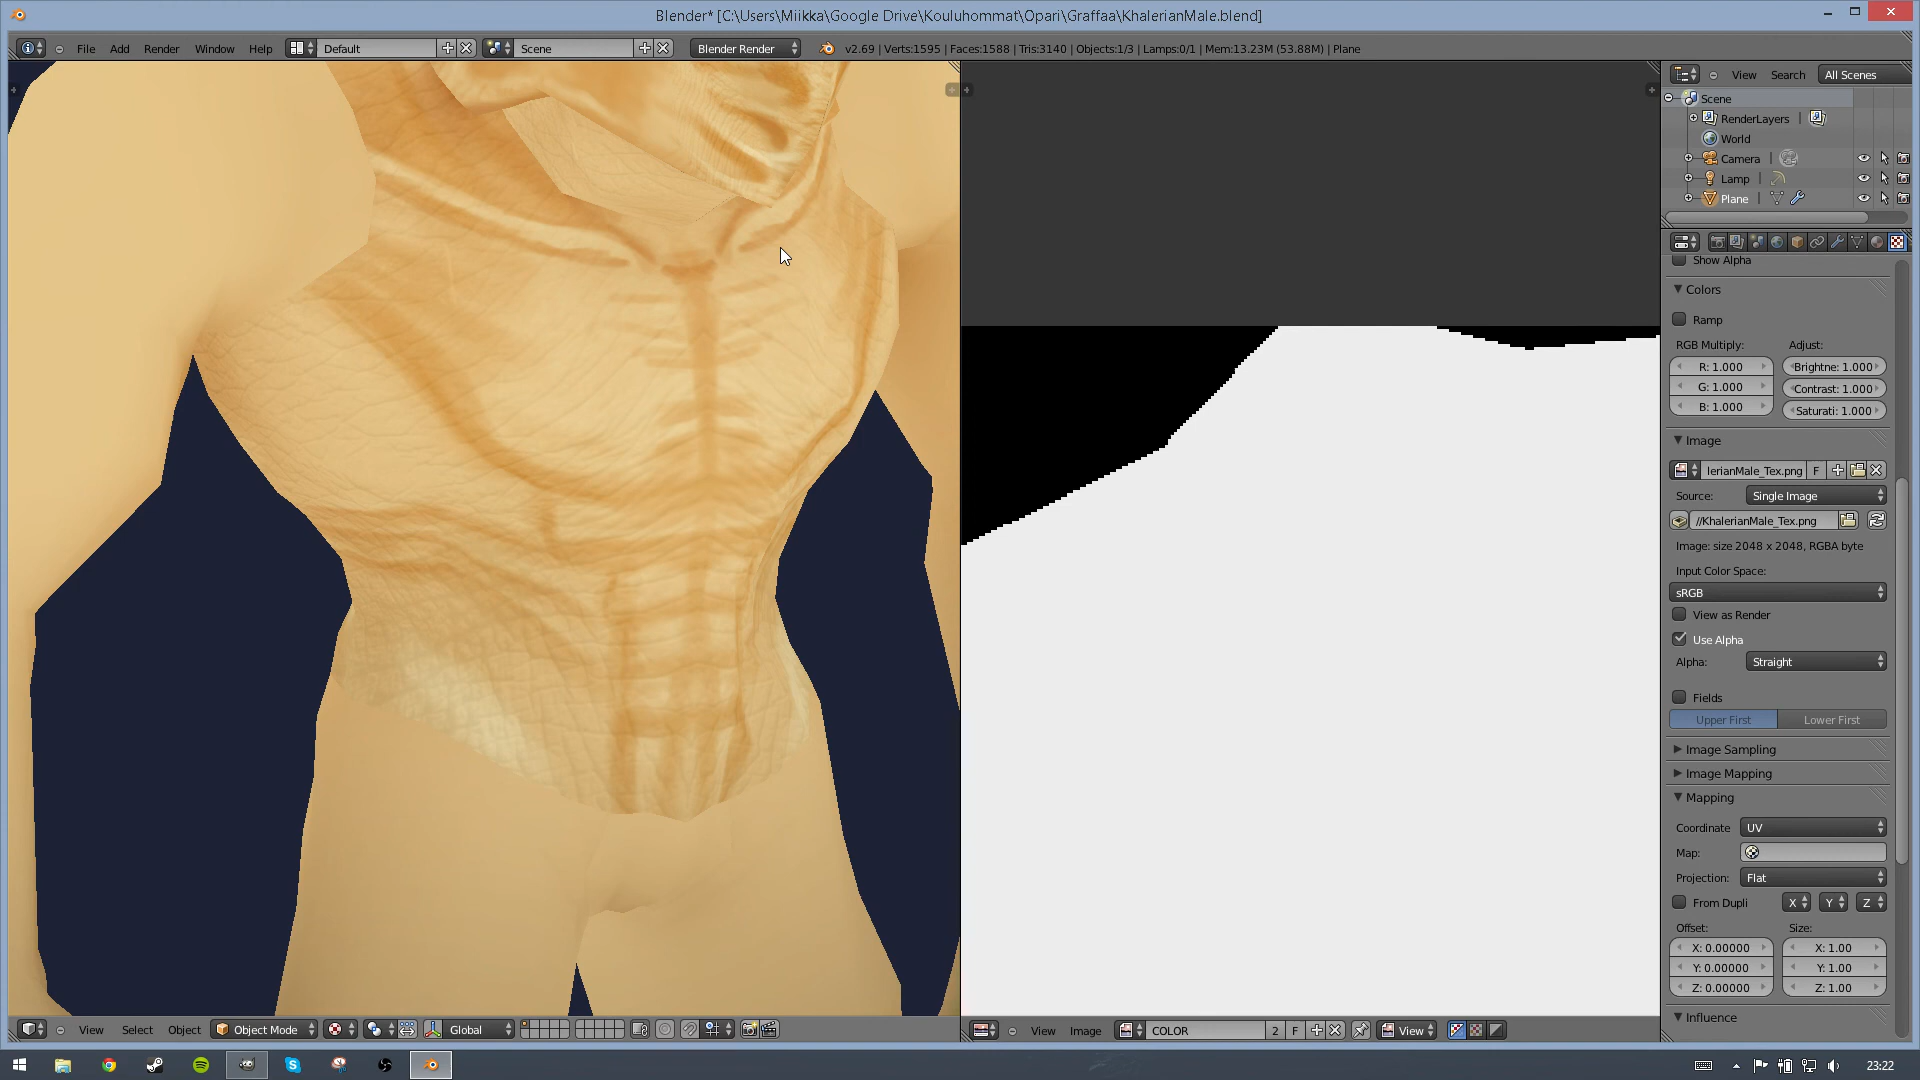 Blender* [C:\Users\Miikka\Google Drive\Kouluhommat\Opari\Graffaa\KhalerianMale.blend]
File Add Render Window Help Default Scene Blender Render v2.69 | Verts:1595 | Faces:1588 | Tris:3140 | Objects:1/3 | Lamps:0/1 | Mem:13.23M (53.88M) | Plane
View Search All Scenes
Scene
RenderLayers
World
Camera
Lamp
Plane
Show Alpha
Colors
Ramp
RGB Multiply: Adjust:
R: 1.000 Brightne: 1.000
G: 1.000 Contrast: 1.000
B: 1.000 Saturati: 1.000
Image
lerianMale_Tex.png F
Source: Single Image
//KhalerianMale_Tex.png
Image: size 2048 x 2048, RGBA byte
Input Color Space:
sRGB
View as Render
Use Alpha
Alpha: Straight
Fields
Upper First Lower First
Image Sampling
Image Mapping
Mapping
Coordinate UV
Map:
Projection: Flat
From Dupli X Y Z
Offset: Size:
X: 0.00000 X: 1.00
Y: 0.00000 Y: 1.00
Z: 0.00000 Z: 1.00
Influence
View Select Object Object Mode Global
View Image COLOR 2 F View
23:22